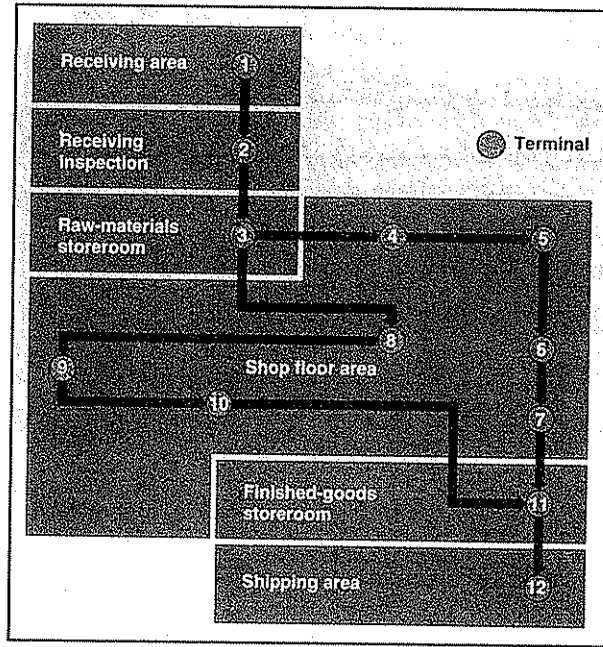 Receiving area
1
Receiving
inspection
2
Terminal
Raw-materials
storeroom
3
4
5
8
6
9
Shop floor area
10
7
Finished-goods
storeroom
11
Shipping area
12